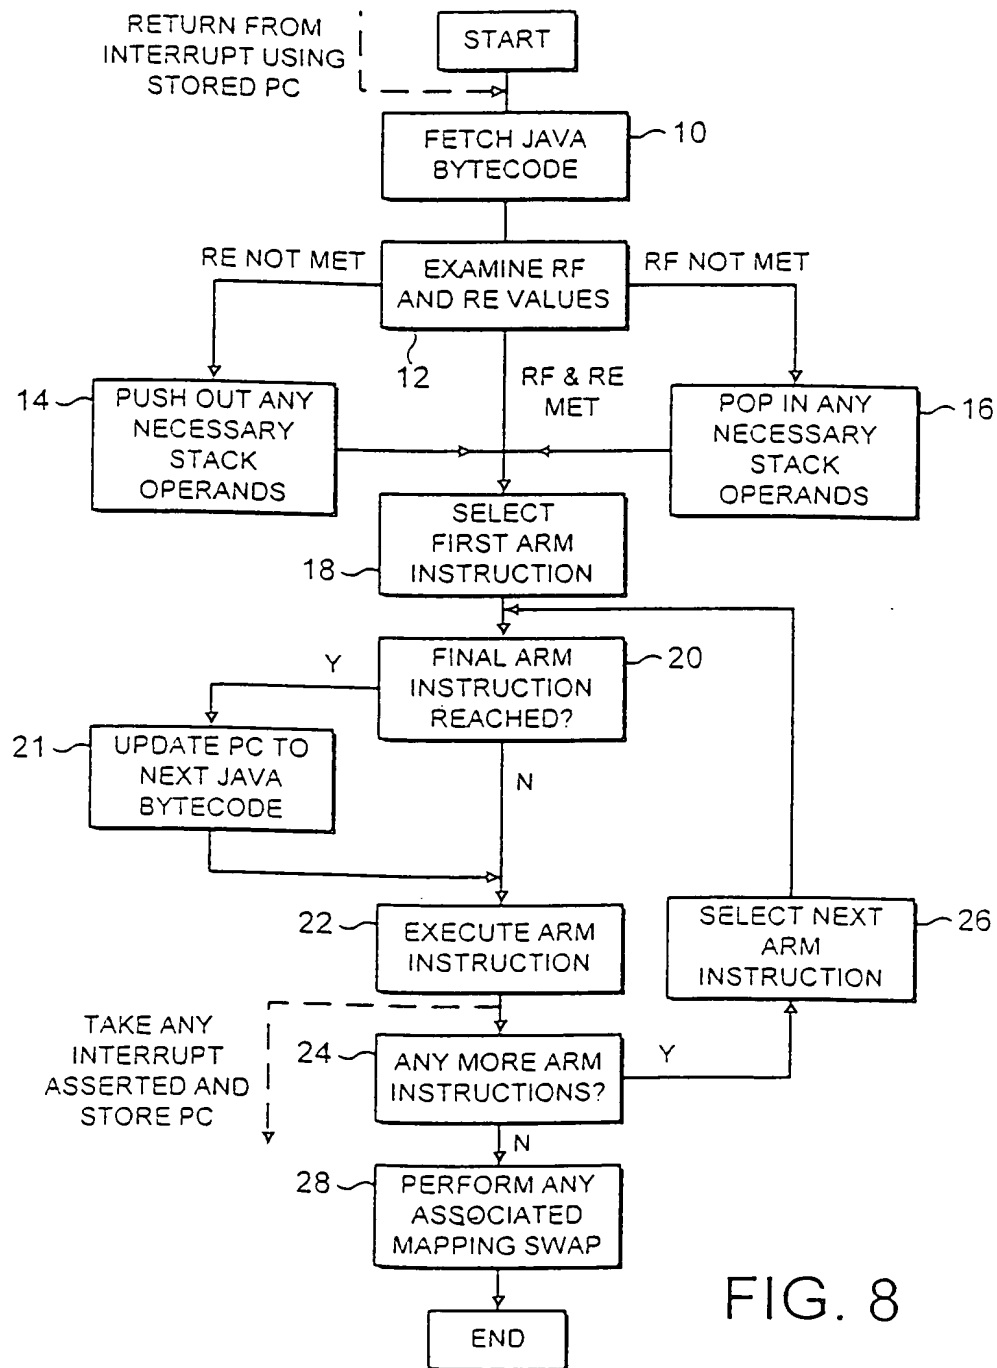 RETURN FROM
INTERRUPT USING
STORED PC
START
FETCH JAVA
BYTECODE
10
RE NOT MET
EXAMINE RF
AND RE VALUES
RF NOT MET
12
RF & RE
MET
14
PUSH OUT ANY
NECESSARY
STACK
OPERANDS
POP IN ANY
NECESSARY
STACK
OPERANDS
16
SELECT
FIRST ARM
INSTRUCTION
18
FINAL ARM
INSTRUCTION
REACHED?
20
Y
21
UPDATE PC TO
NEXT JAVA
BYTECODE
N
22
EXECUTE ARM
INSTRUCTION
SELECT NEXT
ARM
INSTRUCTION
26
TAKE ANY
INTERRUPT
ASSERTED AND
STORE PC
24
ANY MORE ARM
INSTRUCTIONS?
Y
N
28
PERFORM ANY
ASSOCIATED
MAPPING SWAP
END
FIG. 8